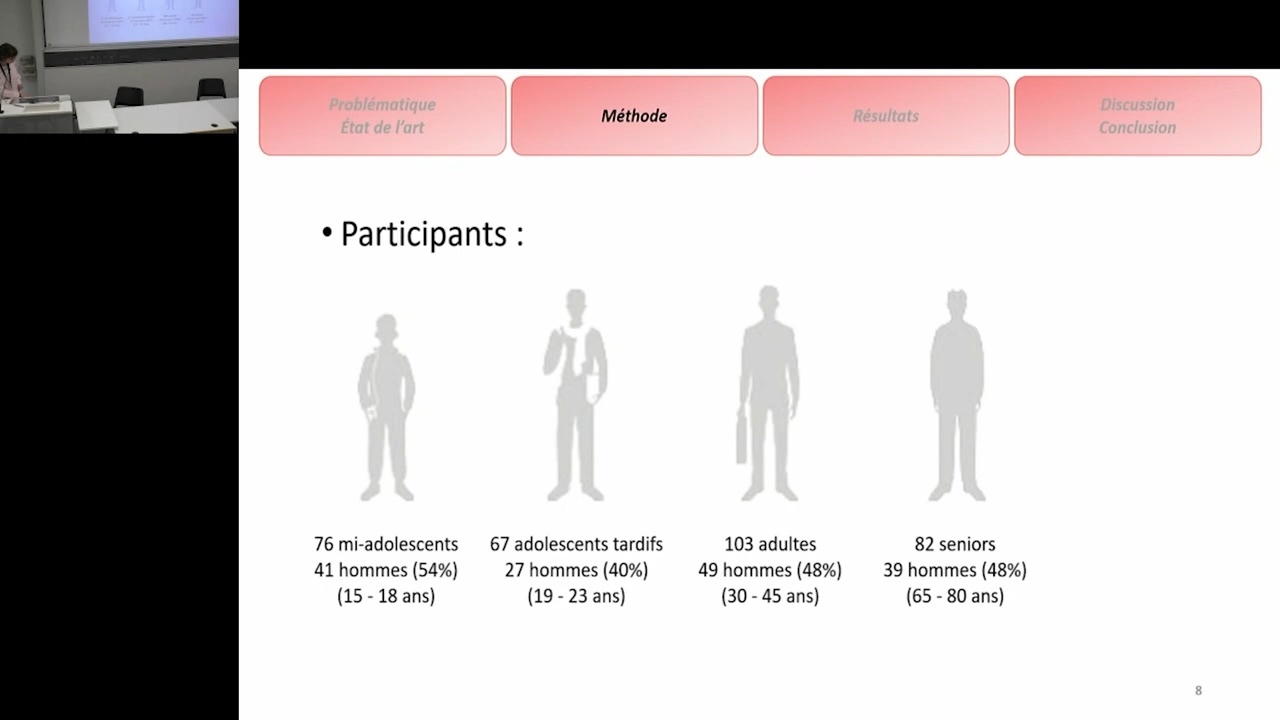 Problématique
État de l'art
Méthode
Résultats
Discussion
Conclusion
• Participants :
76 mi-adolescents
41 hommes (54%)
(15 - 18 ans)
67 adolescents tardifs
27 hommes (40%)
(19 - 23 ans)
103 adultes
49 hommes (48%)
(30 - 45 ans)
82 seniors
39 hommes (48%)
(65 - 80 ans)
8